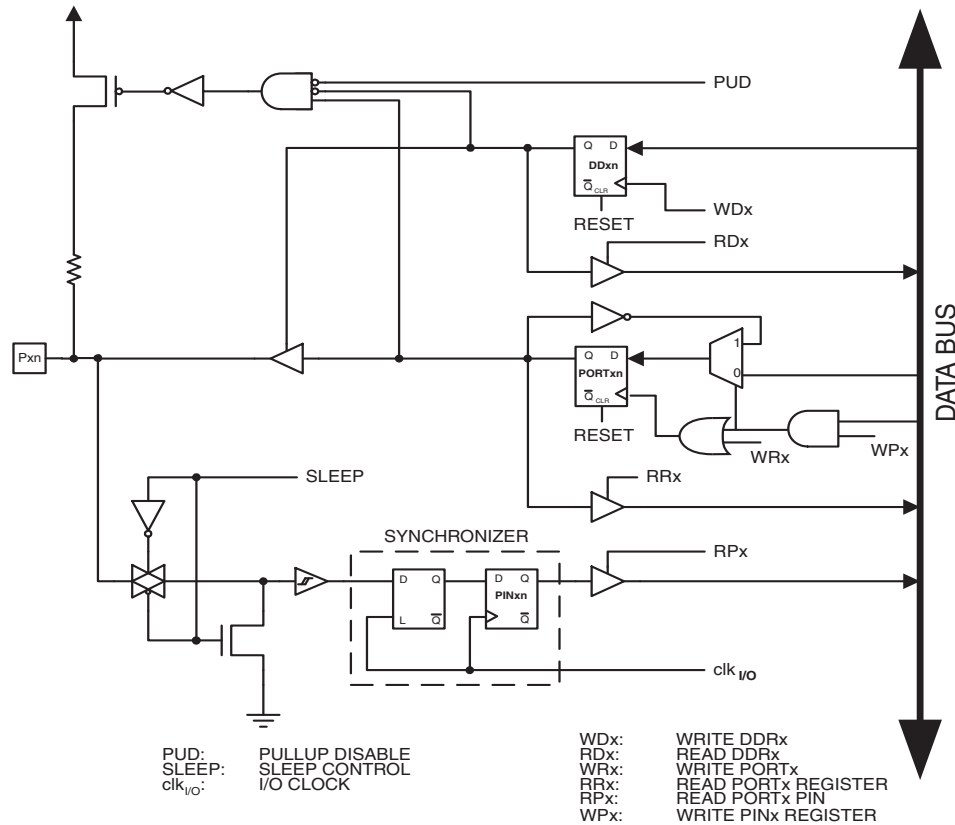 PUD
Q D
DDxn
Q CLR
WDx
RESET
RDx
1
Pxn
Q D
0
PORTxn
Q CLR
DATA BUS
RESET
WRx
WPx
SLEEP
RRx
SYNCHRONIZER
RPx
D Q
D Q
PINxn
L Q
Q
clk I/O
PUD: PULLUP DISABLE
SLEEP: SLEEP CONTROL
clkI/O: I/O CLOCK
WDx: WRITE DDRx
RDx: READ DDRx
WRx: WRITE PORTx
RRx: READ PORTx REGISTER
RPx: READ PORTx PIN
WPx: WRITE PINx REGISTER